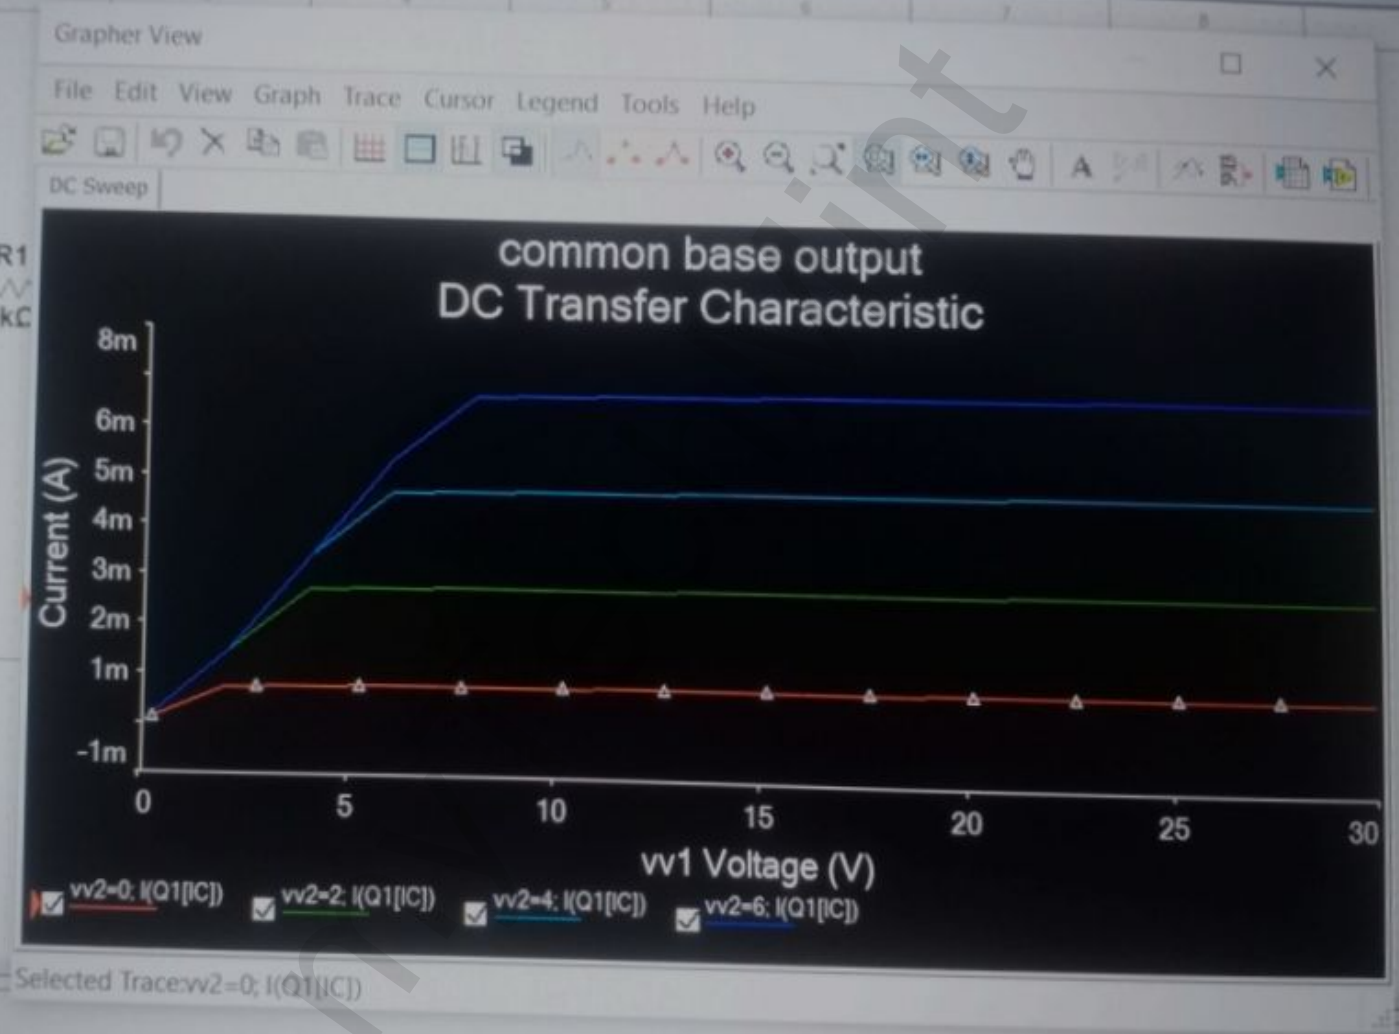 Grapher View
File Edit View Graph Trace Cursor Legend Tools Help
DC Sweep
R1
common base output
DC Transfer Characteristic
8m
6m
5m
4m
3m
2m
1m
-1m
Current (A)
0 5 10 15 20 25 30
vv1 Voltage (V)
vv2=0; I(Q1[IC]) vv2=2; I(Q1[IC]) vv2=4; I(Q1[IC]) vv2=6; I(Q1[IC])
Selected Trace:vv2=0; I(Q1[IC])